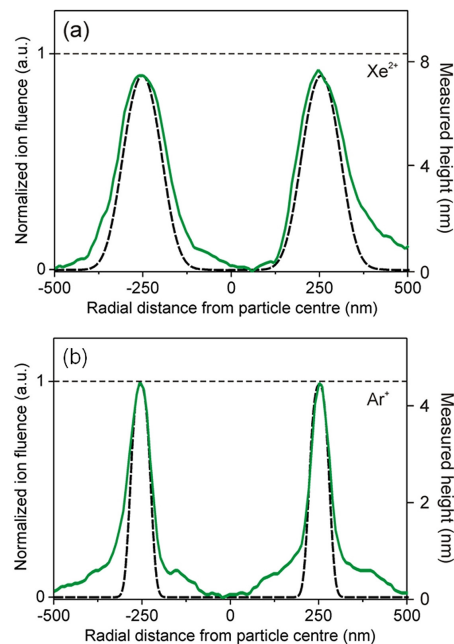 (a)
Normalized ion fluence (a.u.)
1
0
Xe²⁺
8
4
0
Measured height (nm)
-500 -250 0 250 500
Radial distance from particle centre (nm)
(b)
Normalized ion fluence (a.u.)
1
0
Ar⁺
4
2
0
Measured height (nm)
-500 -250 0 250 500
Radial distance from particle centre (nm)